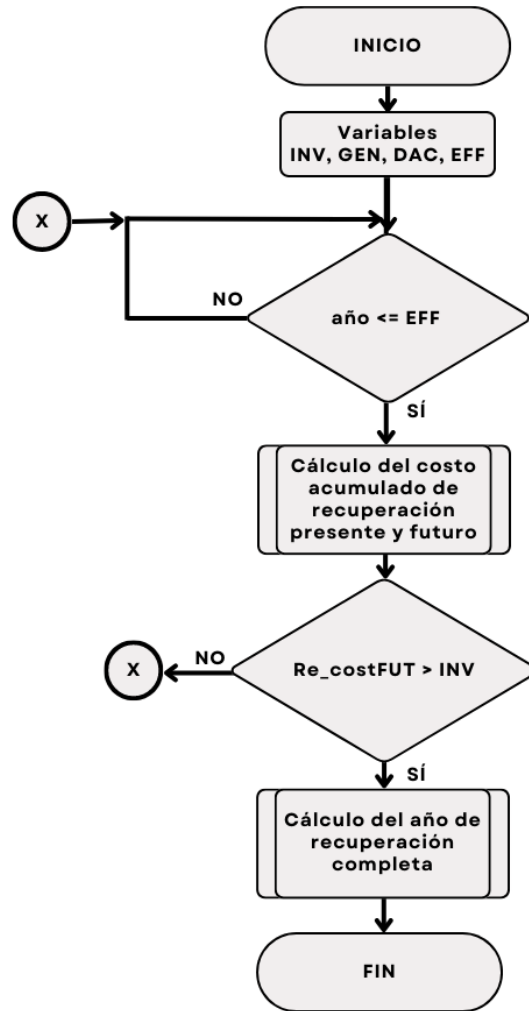 INICIO
Variables
INV, GEN, DAC, EFF
X
NO
año <= EFF
SÍ
Cálculo del costo
acumulado de
recuperación
presente y futuro
X
NO
Re_costFUT > INV
SÍ
Cálculo del año de
recuperación
completa
FIN